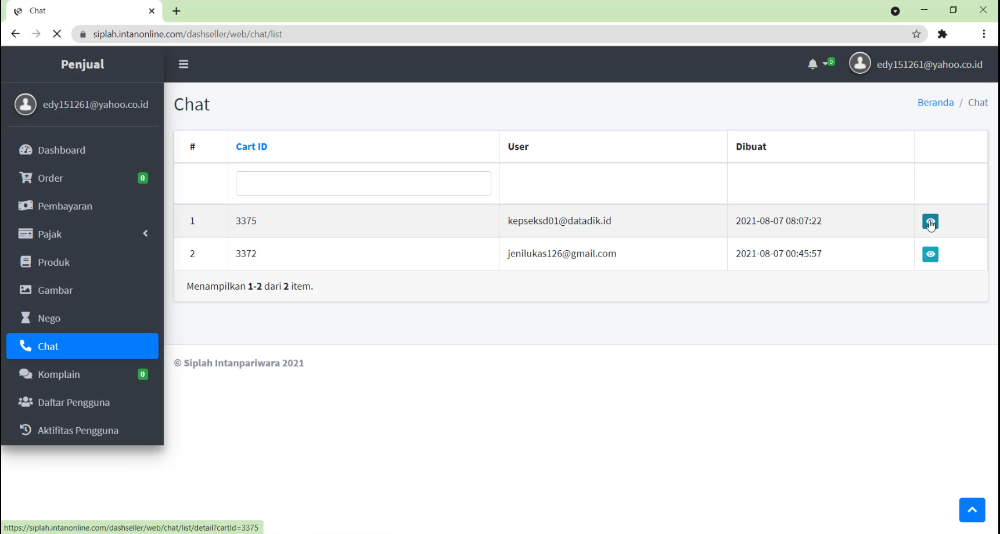 Chat
siplah.intanonline.com/dashseller/web/chat/list
Penjual
0
edy151261@yahoo.co.id
edy151261@yahoo.co.id
Chat
Beranda / Chat
Dashboard
Order 0
Pembayaran
Pajak
Produk
Gambar
Nego
Chat
Komplain 0
Daftar Pengguna
Aktifitas Pengguna
# Cart ID User Dibuat
1 3375 kepseksd01@datadik.id 2021-08-07 08:07:22
2 3372 jenilukas126@gmail.com 2021-08-07 00:45:57
Menampilkan 1-2 dari 2 item.
© Siplah Intanpariwara 2021
https://siplah.intanonline.com/dashseller/web/chat/list/detail?cartId=3375